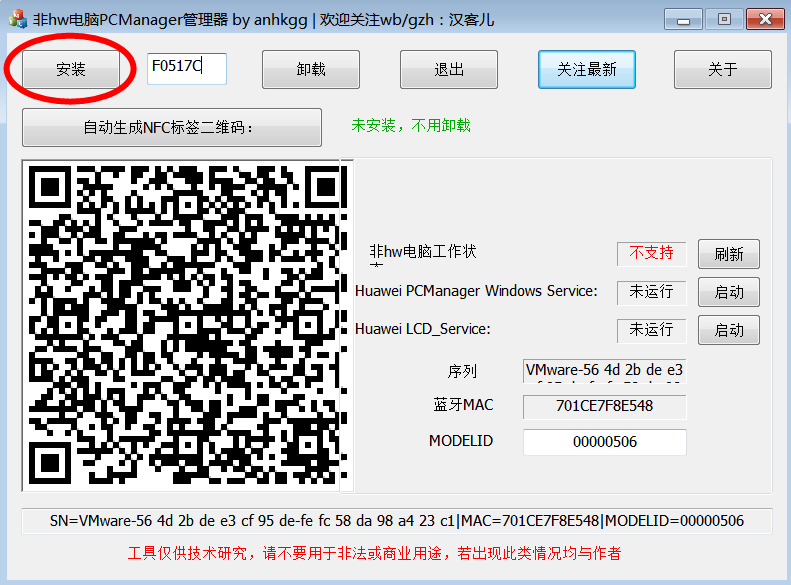 非hw电脑PCManager管理器 by anhkgg | 欢迎关注wb/gzh：汉客儿
安装 F0517C 卸载 退出 关注最新 关于
自动生成NFC标签二维码： 未安装，不用卸载
非hw电脑工作状 不支持 刷新
Huawei PCManager Windows Service: 未运行 启动
Huawei LCD_Service: 未运行 启动
序列 VMware-56 4d 2b de e3
蓝牙MAC 701CE7F8E548
MODELID 00000506
SN=VMware-56 4d 2b de e3 cf 95 de-fe fc 58 da 98 a4 23 c1|MAC=701CE7F8E548|MODELID=00000506
工具仅供技术研究，请不要用于非法或商业用途，若出现此类情况均与作者